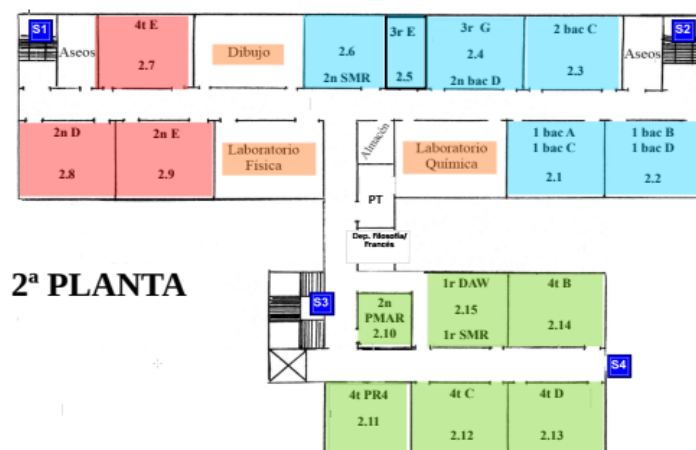 S1
Aseos
4t E
2.7
Dibujo
2.6
2n SMR
3r E
2.5
3r G
2.4
2n bac D
2 bac C
2.3
Aseos
S2
2n D
2.8
2n E
2.9
Laboratorio
Física
Almacén
PT
Dep. Filosofía/
Francés
Laboratorio
Química
1 bac A
1 bac C
2.1
1 bac B
1 bac D
2.2
2ª PLANTA
S3
2n
PMAR
2.10
1r DAW
2.15
1r SMR
4t B
2.14
S4
4t PR4
2.11
4t C
2.12
4t D
2.13